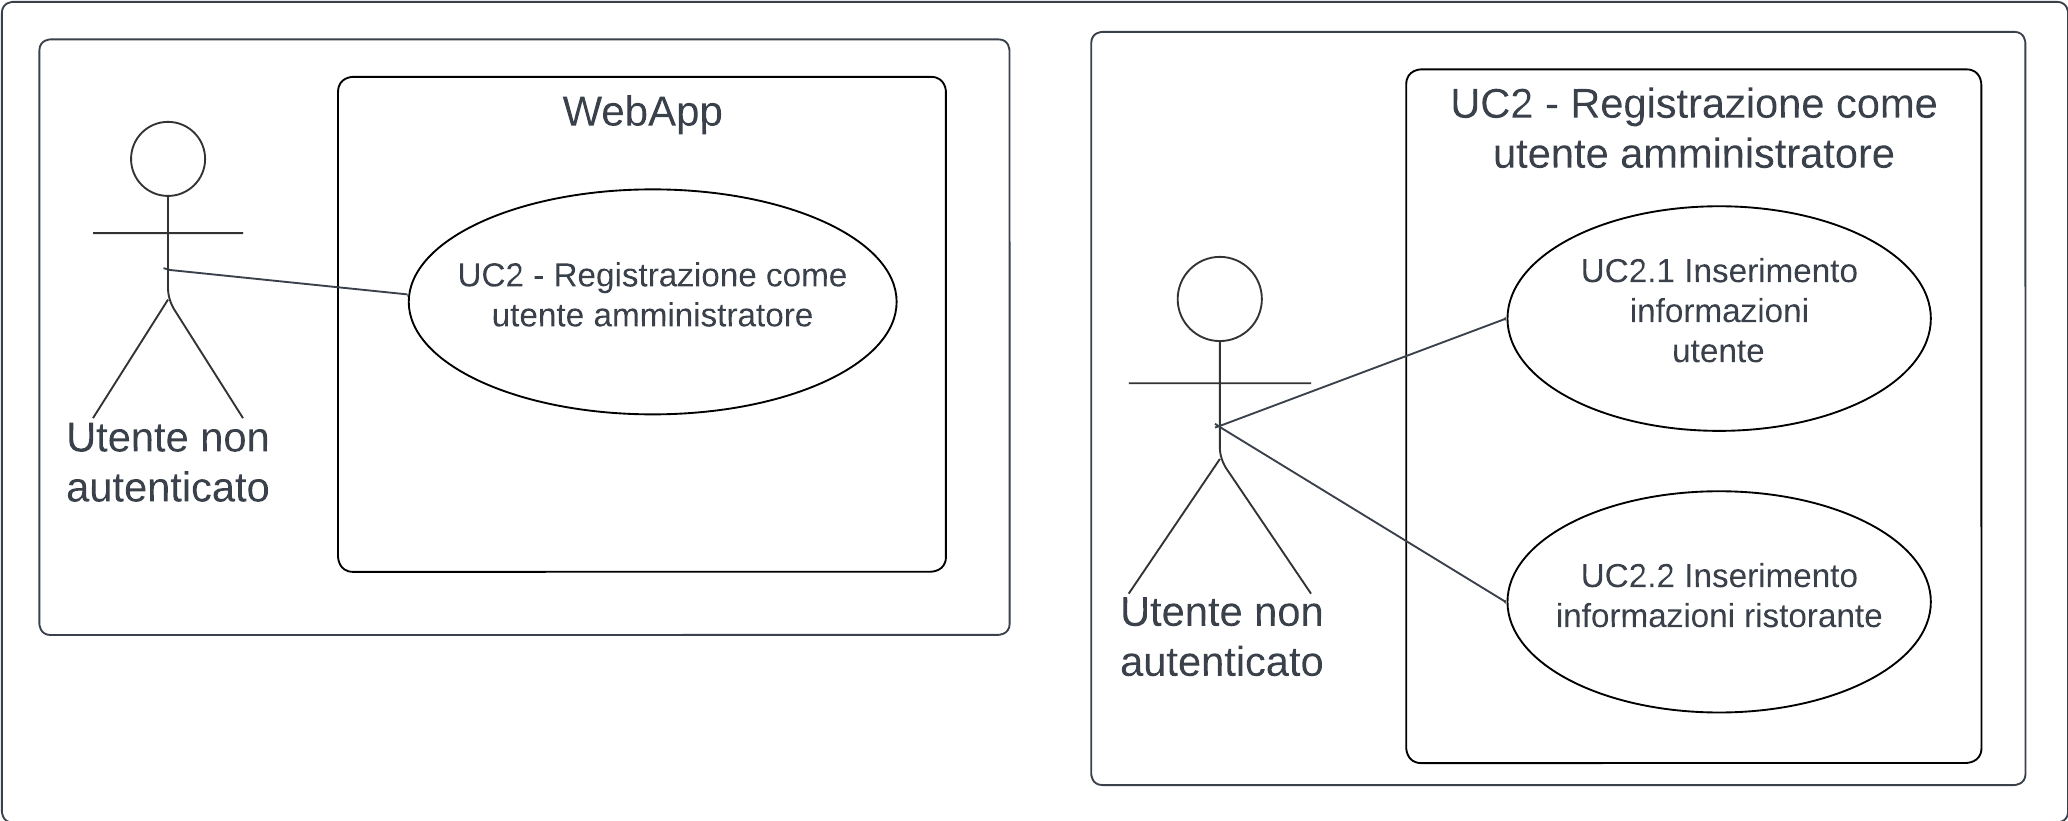 WebApp
UC2 - Registrazione come
utente amministratore
Utente non
autenticato
UC2 - Registrazione come
utente amministratore
UC2.1 Inserimento
informazioni
utente
UC2.2 Inserimento
informazioni ristorante
Utente non
autenticato